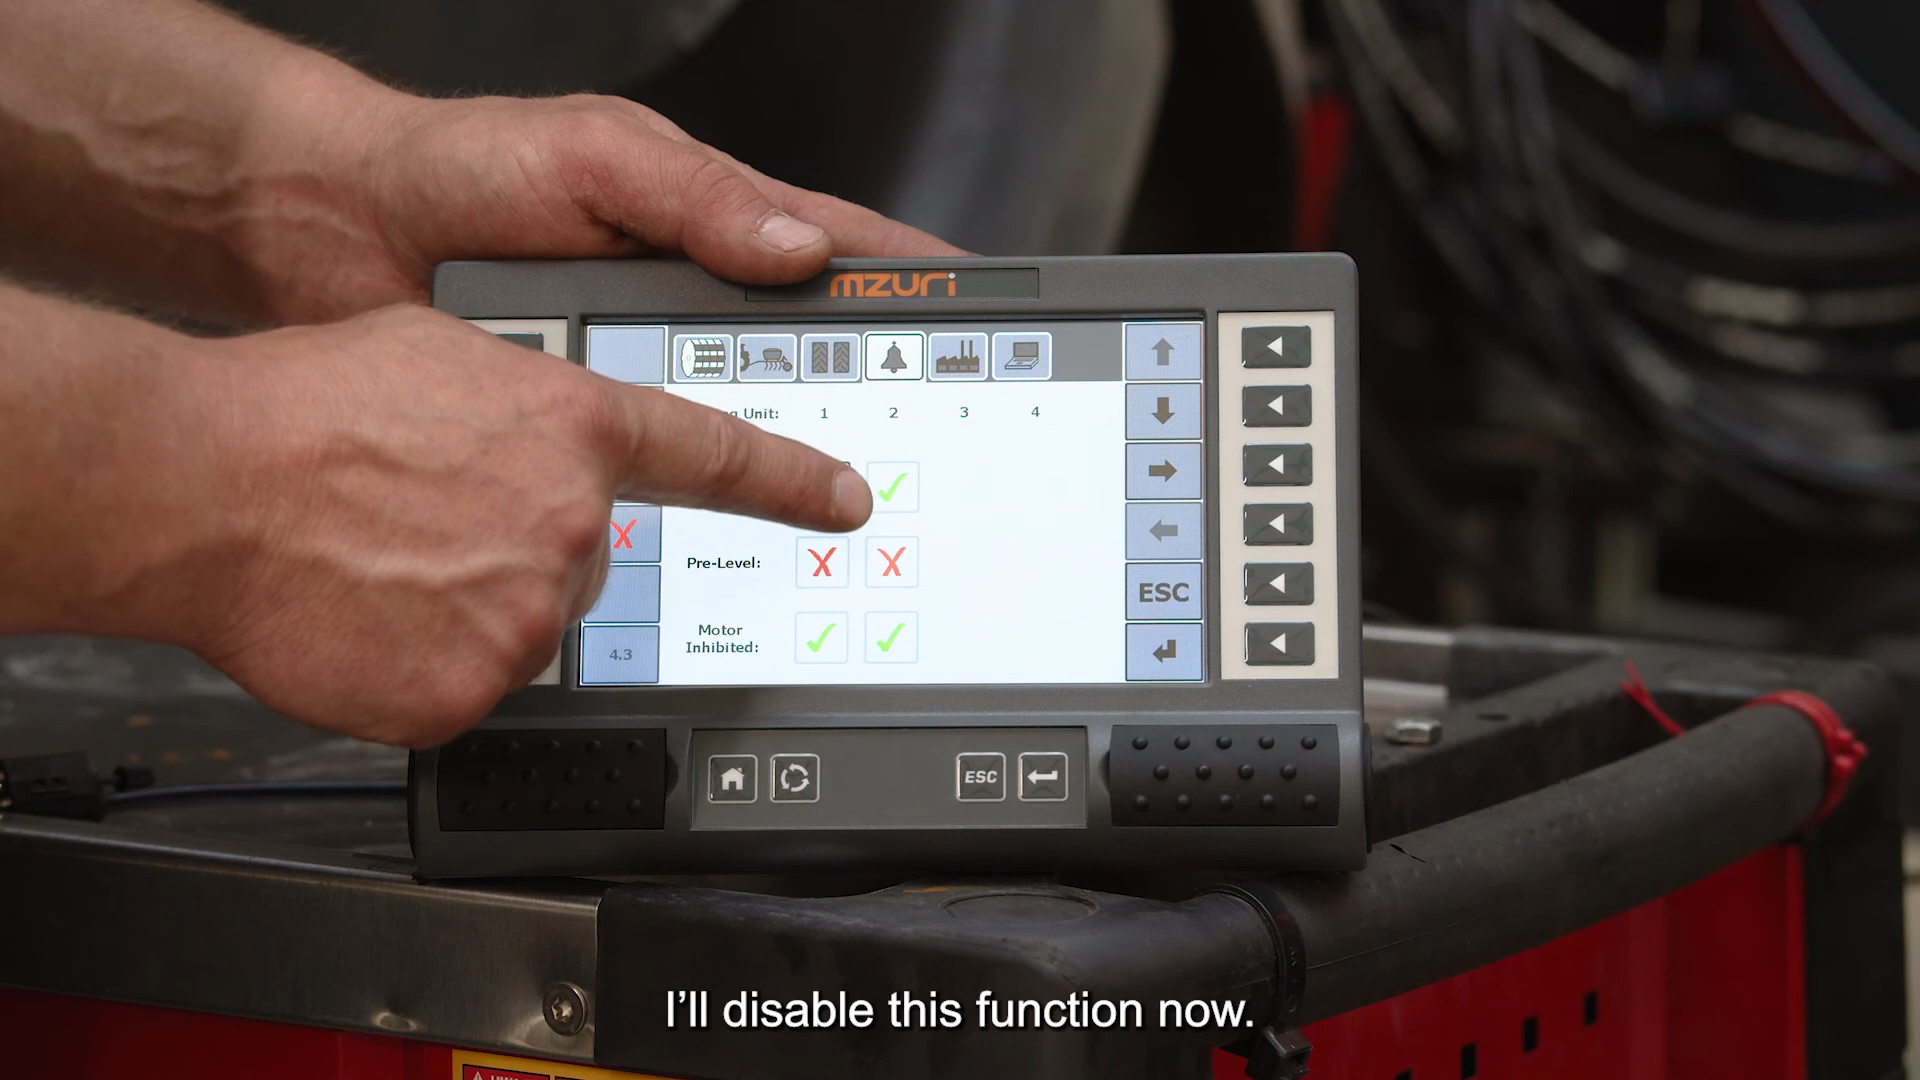 mzuri
Unit: 1 2 3 4
Pre-Level:
Motor
Inhibited:
4.3
ESC
ESC
I'll disable this function now.